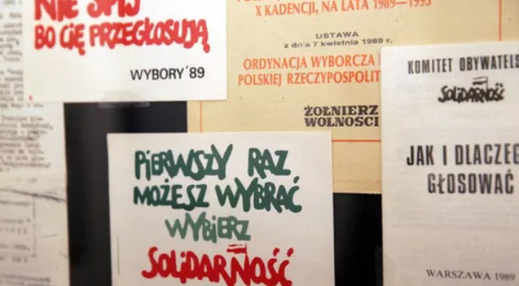 NIE ŚPIJ
BO CIĘ PRZEGŁOSUJĄ
WYBORY '89
X KADENCJI, NA LATA 1989—1993
USTAWA
z dnia 7 kwietnia 1989 r.
ORDYNACJA WYBORCZA
POLSKIEJ RZECZYPOSPOLIT
ŻOŁNIERZ
WOLNOŚCI
KOMITET OBYWATELS
SOLIDARNOŚĆ
JAK I DLACZEG
GŁOSOWAĆ
WARSZAWA 1989
PIERWSZY RAZ
MOŻESZ WYBRAĆ
WYBIERZ
SOLIDARNOŚĆ